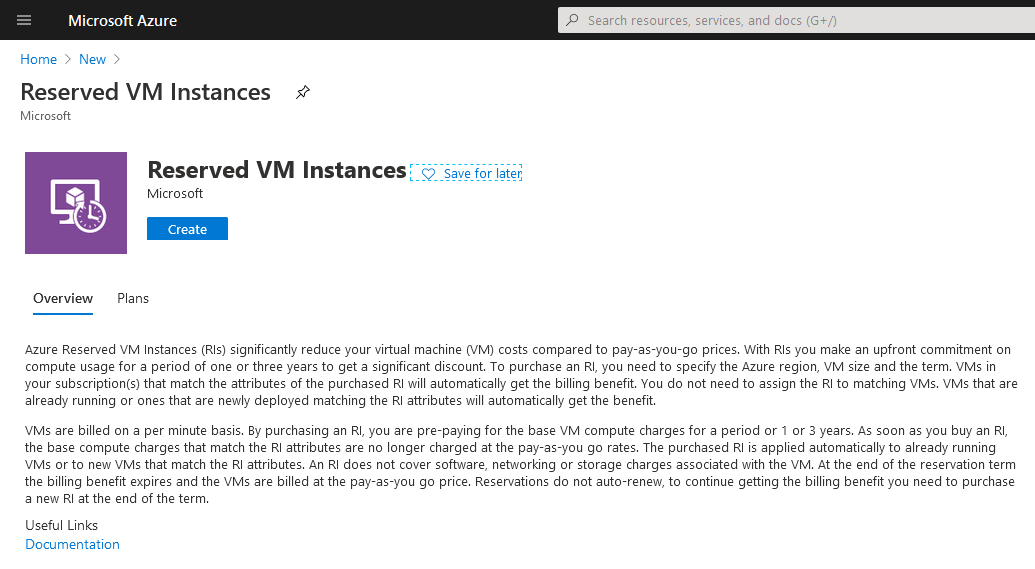 Microsoft Azure
Search resources, services, and docs (G+/)
Home > New >
Reserved VM Instances
Microsoft
Reserved VM Instances
Save for later
Microsoft
Create
Overview Plans
Azure Reserved VM Instances (RIs) significantly reduce your virtual machine (VM) costs compared to pay-as-you-go prices. With RIs you make an upfront commitment on
compute usage for a period of one or three years to get a significant discount. To purchase an RI, you need to specify the Azure region, VM size and the term. VMs in
your subscription(s) that match the attributes of the purchased RI will automatically get the billing benefit. You do not need to assign the RI to matching VMs. VMs that are
already running or ones that are newly deployed matching the RI attributes will automatically get the benefit.
VMs are billed on a per minute basis. By purchasing an RI, you are pre-paying for the base VM compute charges for a period or 1 or 3 years. As soon as you buy an RI,
the base compute charges that match the RI attributes are no longer charged at the pay-as-you go rates. The purchased RI is applied automatically to already running
VMs or to new VMs that match the RI attributes. An RI does not cover software, networking or storage charges associated with the VM. At the end of the reservation term
the billing benefit expires and the VMs are billed at the pay-as-you go price. Reservations do not auto-renew, to continue getting the billing benefit you need to purchase
a new RI at the end of the term.
Useful Links
Documentation